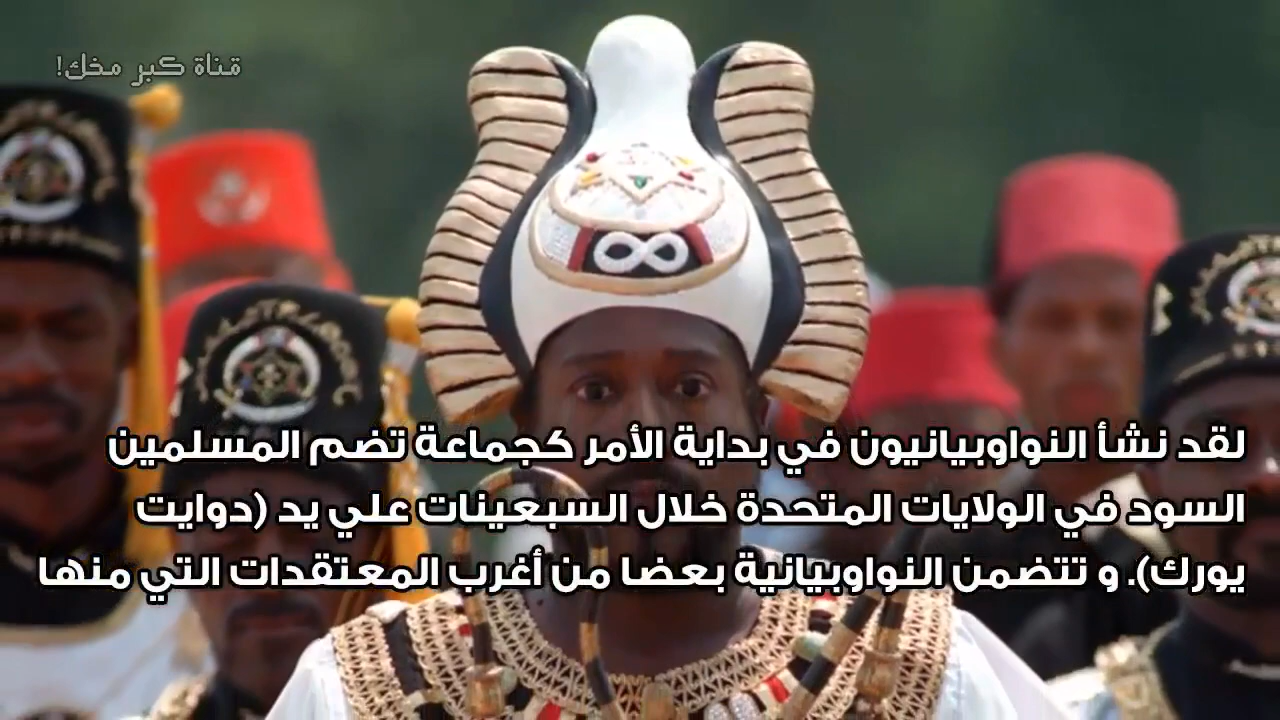 قناة كبر مخك!
لقد نشأ النواوبيانيون في بداية الأمر كجماعة تضم المسلمين
السود في الولايات المتحدة خلال السبعينات علي يد (دوايت
يورك). و تتضمن النواوبيانية بعضا من أغرب المعتقدات التي منها